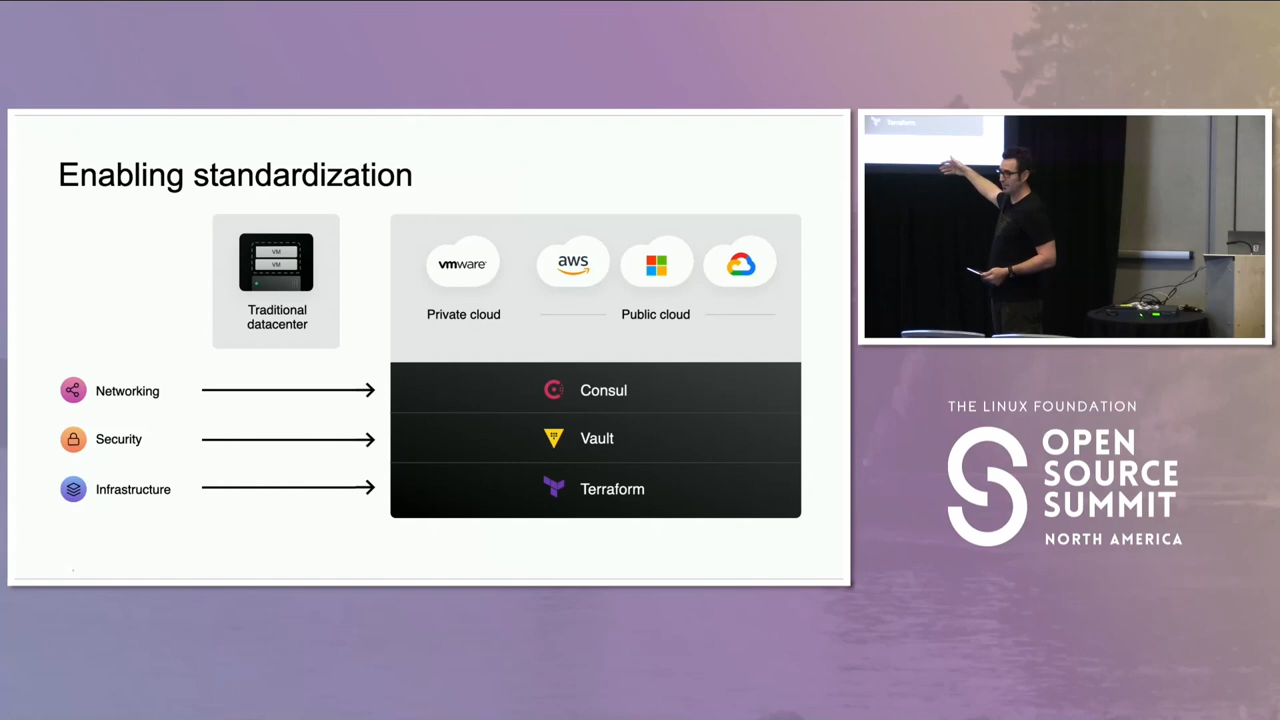 Enabling standardization
VM
VM
Traditional
datacenter
vmware
aws
Private cloud
Public cloud
Networking
Consul
Security
Vault
Infrastructure
Terraform
Terraform
THE LINUX FOUNDATION
OPEN
SOURCE
SUMMIT
NORTH AMERICA